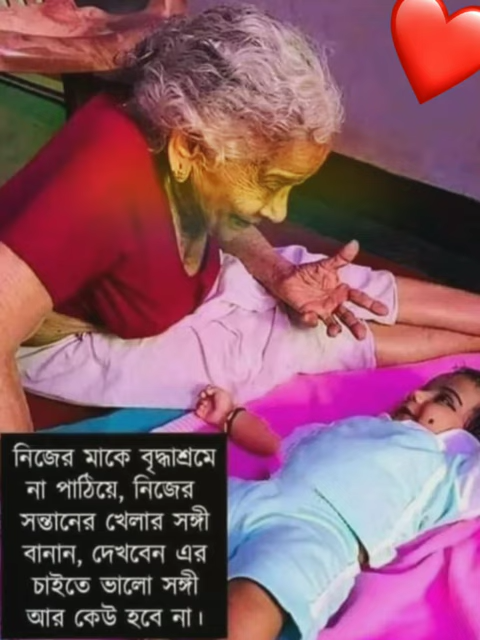 নিজের মাকে বৃদ্ধাশ্রমে
না পাঠিয়ে, নিজের
সন্তানের খেলার সঙ্গী
বানান, দেখবেন এর
চাইতে ভালো সঙ্গী
আর কেউ হবে না।